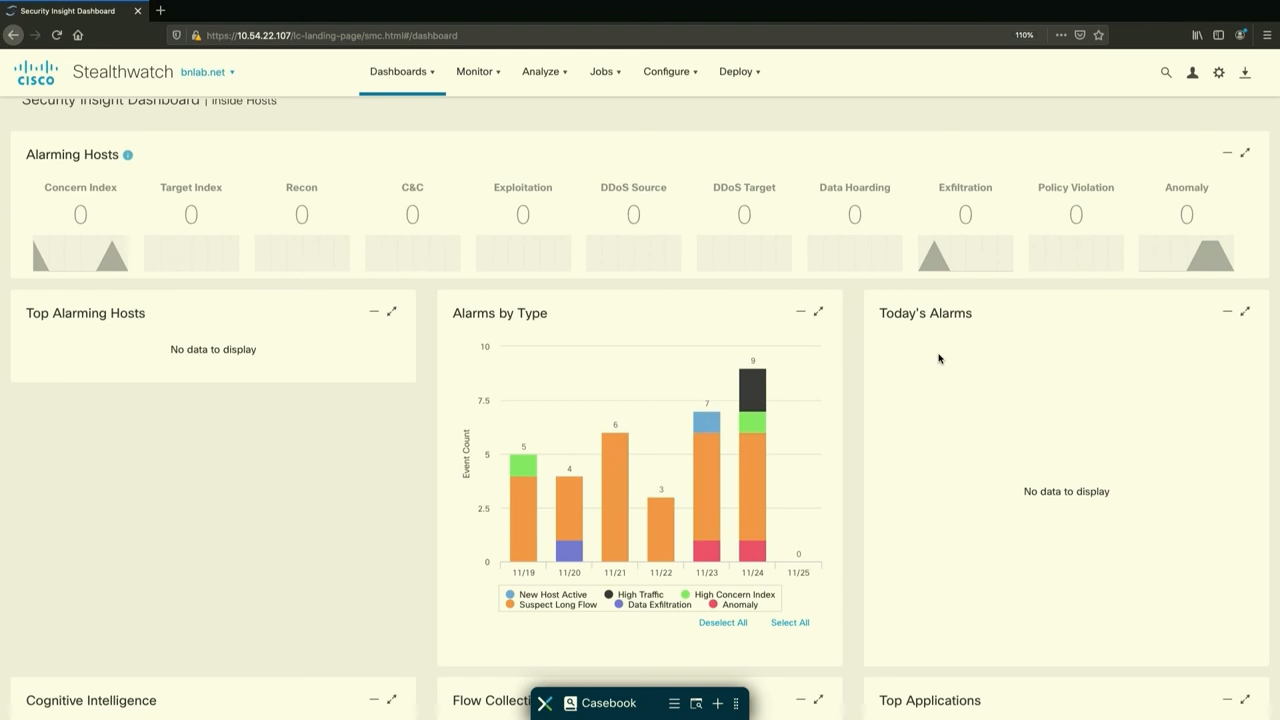 Security Insight Dashboard
https://10.54.22.107/lc-landing-page/smc.html#/dashboard
110%
CISCO
Stealthwatch bnlab.net
Dashboards Monitor Analyze Jobs Configure Deploy
Security Insight Dashboard | Inside Hosts
Alarming Hosts
Concern Index Target Index Recon C&C Exploitation DDoS Source DDoS Target Data Hoarding Exfiltration Policy Violation Anomaly
0 0 0 0 0 0 0 0 0 0 0
Top Alarming Hosts
No data to display
Alarms by Type
Event Count
10
7.5
5
2.5
0
5
4
6
3
7
9
0
11/19 11/20 11/21 11/22 11/23 11/24 11/25
New Host Active High Traffic High Concern Index
Suspect Long Flow Data Exfiltration Anomaly
Deselect All Select All
Today's Alarms
No data to display
Cognitive Intelligence
Flow Collecti
Top Applications
Casebook